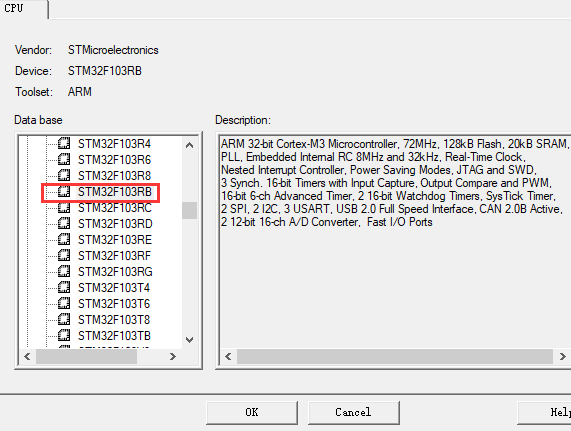 CPU
Vendor: STMicroelectronics
Device: STM32F103RB
Toolset: ARM
Data base
Description:
STM32F103R4
STM32F103R6
STM32F103R8
STM32F103RB
STM32F103RC
STM32F103RD
STM32F103RE
STM32F103RF
STM32F103RG
STM32F103T4
STM32F103T6
STM32F103T8
STM32F103TB
ARM 32-bit Cortex-M3 Microcontroller, 72MHz, 128kB Flash, 20kB SRAM,
PLL, Embedded Internal RC 8MHz and 32kHz, Real-Time Clock,
Nested Interrupt Controller, Power Saving Modes, JTAG and SWD,
3 Synch. 16-bit Timers with Input Capture, Output Compare and PWM,
16-bit 6-ch Advanced Timer, 2 16-bit Watchdog Timers, SysTick Timer,
2 SPI, 2 I2C, 3 USART, USB 2.0 Full Speed Interface, CAN 2.0B Active,
2 12-bit 16-ch A/D Converter, Fast I/O Ports
OK
Cancel
Help